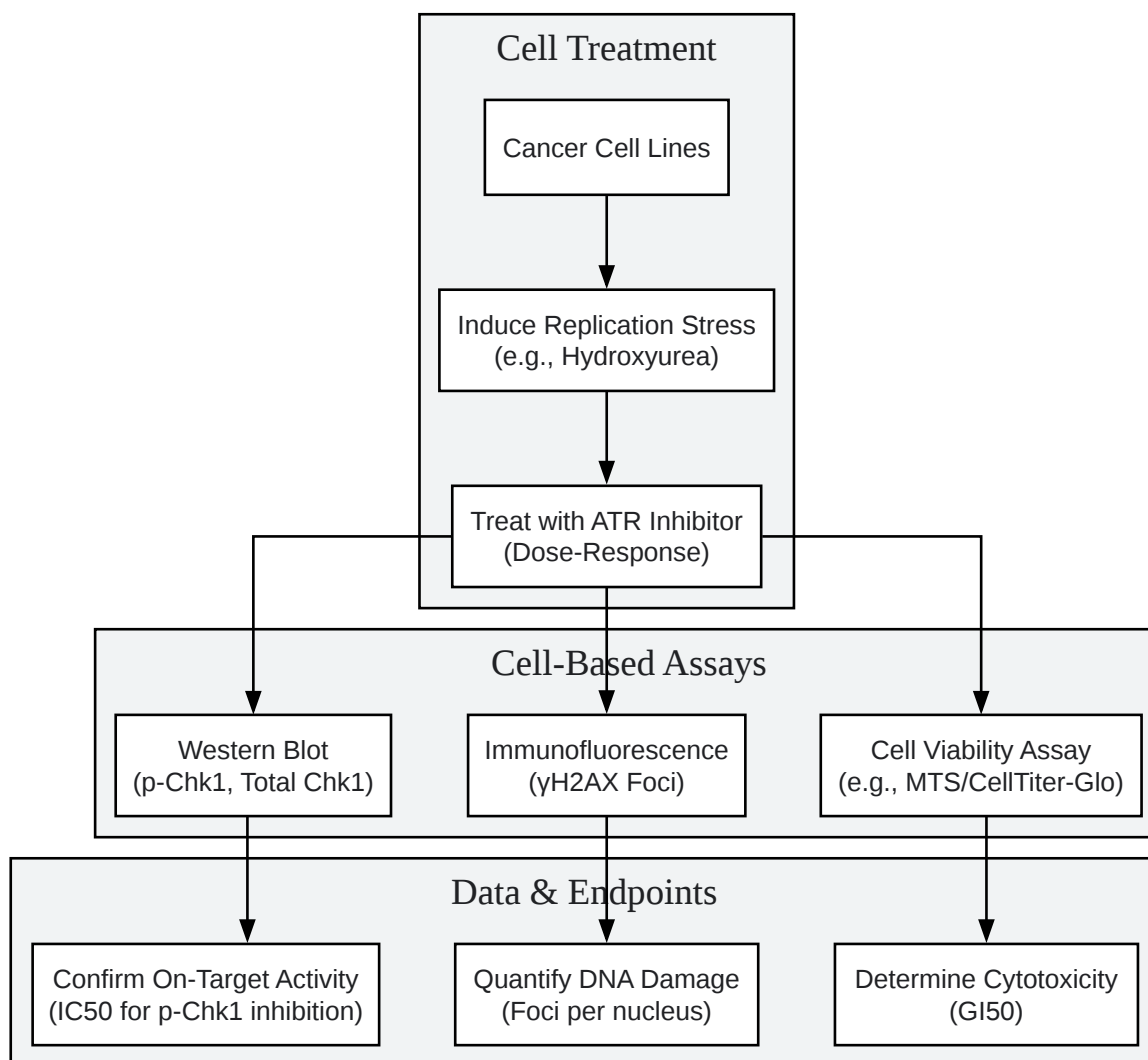 Cell Treatment
Cancer Cell Lines
Induce Replication Stress
(e.g., Hydroxyurea)
Treat with ATR Inhibitor
(Dose-Response)
Cell-Based Assays
Western Blot
(p-Chk1, Total Chk1)
Immunofluorescence
(γH2AX Foci)
Cell Viability Assay
(e.g., MTS/CellTiter-Glo)
Data & Endpoints
Confirm On-Target Activity
(IC50 for p-Chk1 inhibition)
Quantify DNA Damage
(Foci per nucleus)
Determine Cytotoxicity
(GI50)